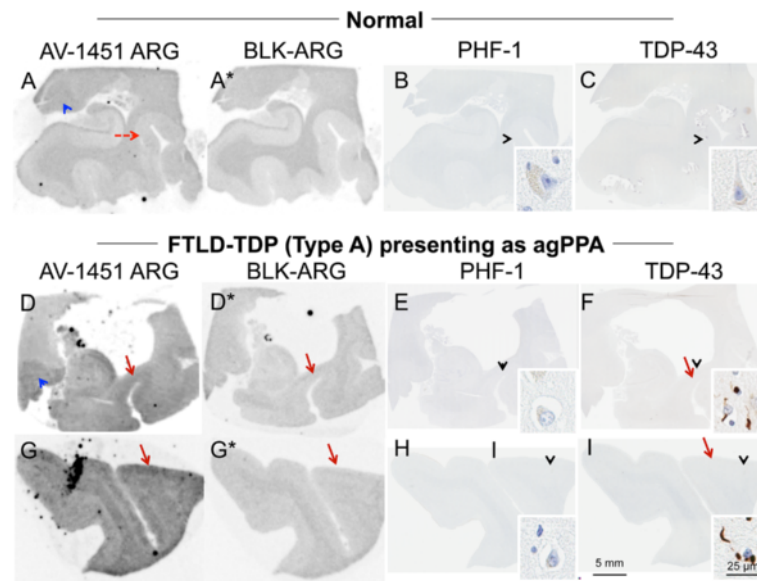 Normal
AV-1451 ARG BLK-ARG PHF-1 TDP-43
A A* B C
FTLD-TDP (Type A) presenting as agPPA
AV-1451 ARG BLK-ARG PHF-1 TDP-43
D D* E F
G G* H I I
5 mm 25 µm